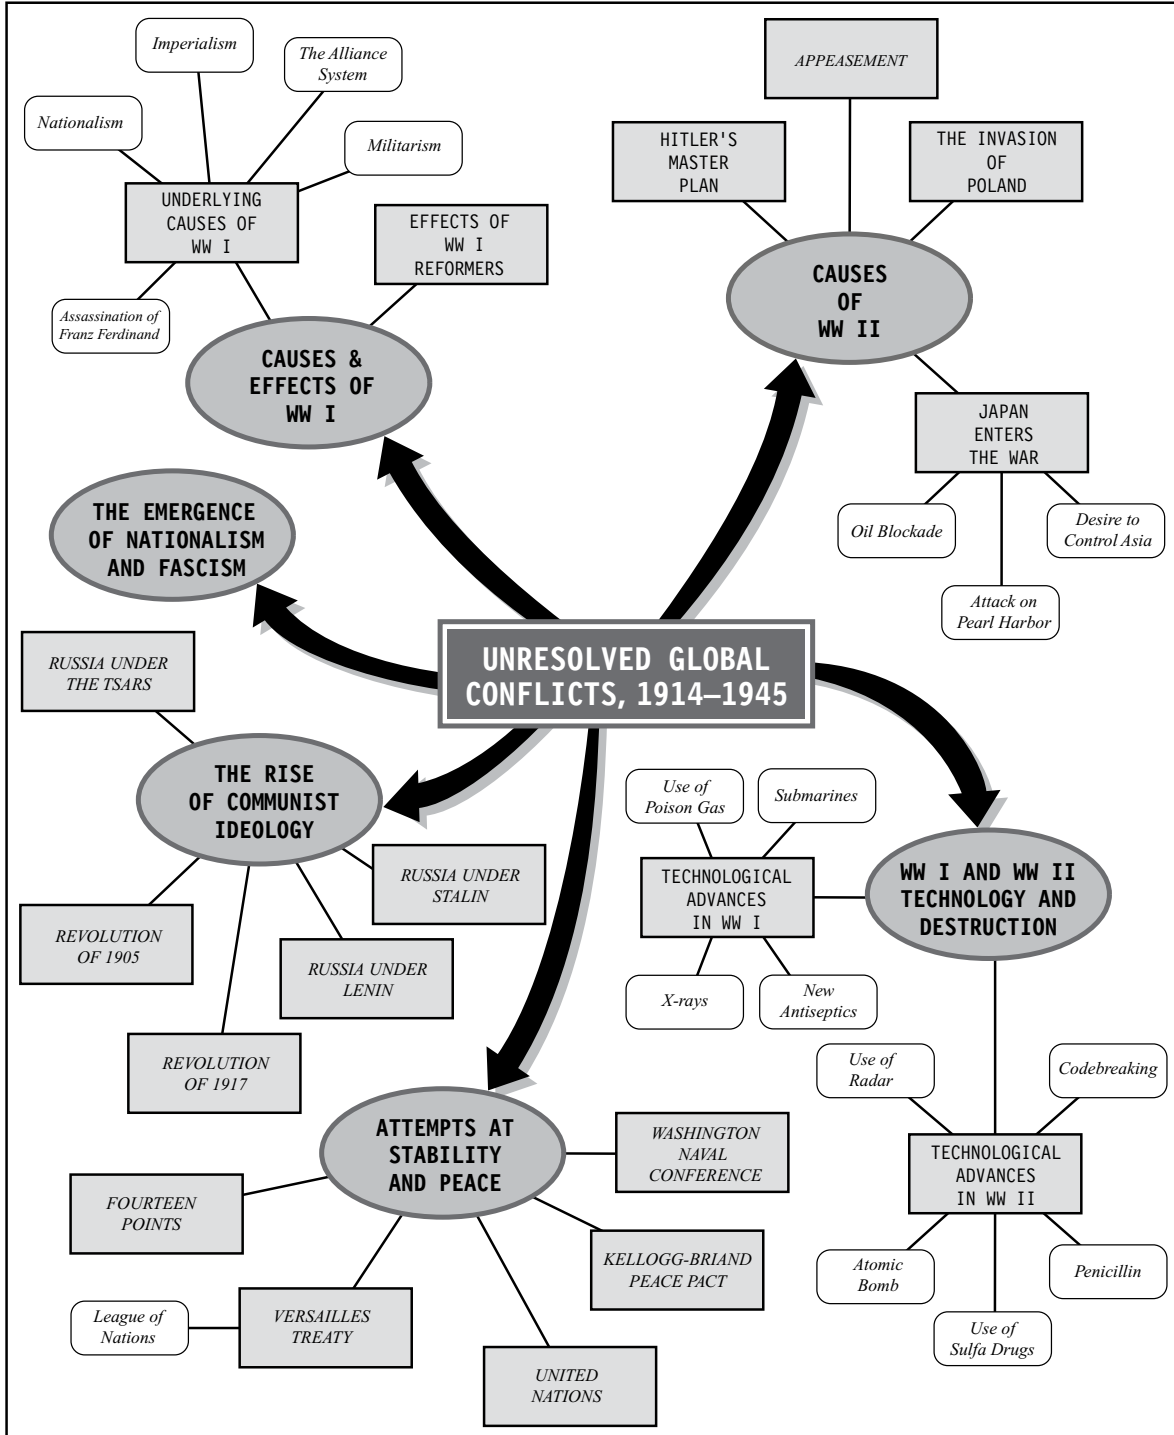 Imperialism
The Alliance
System
Nationalism
Militarism
UNDERLYING
CAUSES OF
WW I
EFFECTS OF
WW I
REFORMERS
Assassination of
Franz Ferdinand
CAUSES &
EFFECTS OF
WW I
APPEASEMENT
HITLER'S
MASTER
PLAN
THE INVASION
OF
POLAND
CAUSES
OF
WW II
JAPAN
ENTERS
THE WAR
Oil Blockade
Desire to
Control Asia
Attack on
Pearl Harbor
THE EMERGENCE
OF NATIONALISM
AND FASCISM
UNRESOLVED GLOBAL
CONFLICTS, 1914–1945
RUSSIA UNDER
THE TSARS
THE RISE
OF COMMUNIST
IDEOLOGY
RUSSIA UNDER
STALIN
REVOLUTION
OF 1905
RUSSIA UNDER
LENIN
REVOLUTION
OF 1917
Use of
Poison Gas
Submarines
TECHNOLOGICAL
ADVANCES
IN WW I
WW I AND WW II
TECHNOLOGY AND
DESTRUCTION
X-rays
New
Antiseptics
Use of
Radar
Codebreaking
TECHNOLOGICAL
ADVANCES
IN WW II
Atomic
Bomb
Penicillin
Use of
Sulfa Drugs
ATTEMPTS AT
STABILITY
AND PEACE
WASHINGTON
NAVAL
CONFERENCE
FOURTEEN
POINTS
KELLOGG-BRIAND
PEACE PACT
League of
Nations
VERSAILLES
TREATY
UNITED
NATIONS